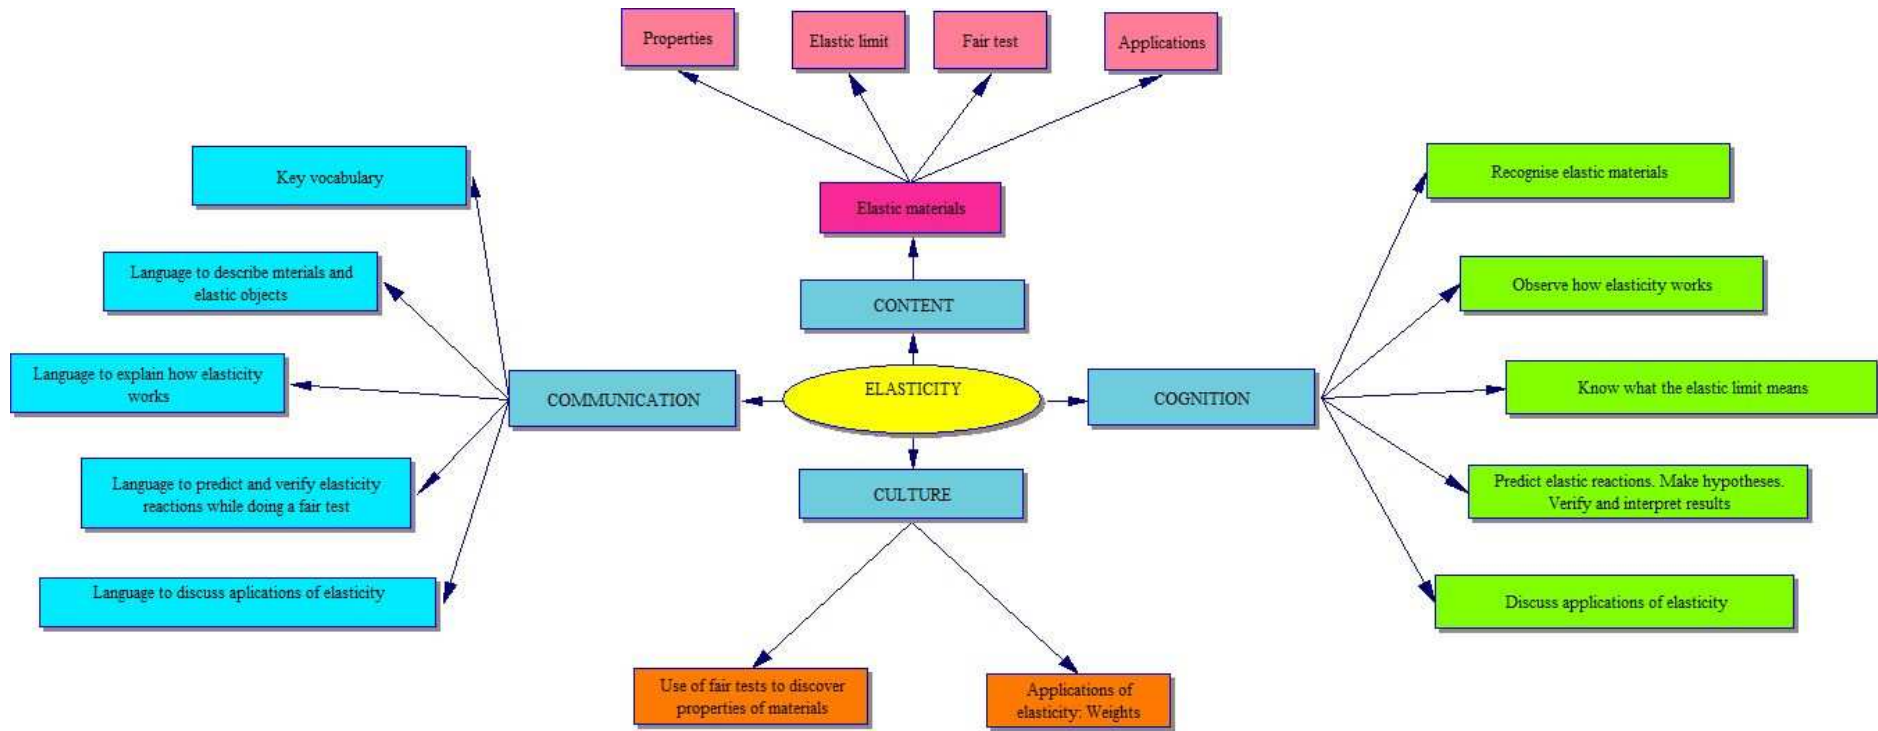 Properties
Elastic limit
Fair test
Applications
Elastic materials
CONTENT
ELASTICITY
COMMUNICATION
Key vocabulary
Language to describe mterials and
elastic objects
Language to explain how elasticity
works
Language to predict and verify elasticity
reactions while doing a fair test
Language to discuss aplications of elasticity
COGNITION
Recognise elastic materials
Observe how elasticity works
Know what the elastic limit means
Predict elastic reactions. Make hypotheses.
Verify and interpret results
Discuss applications of elasticity
CULTURE
Use of fair tests to discover
properties of materials
Applications of
elasticity: Weights